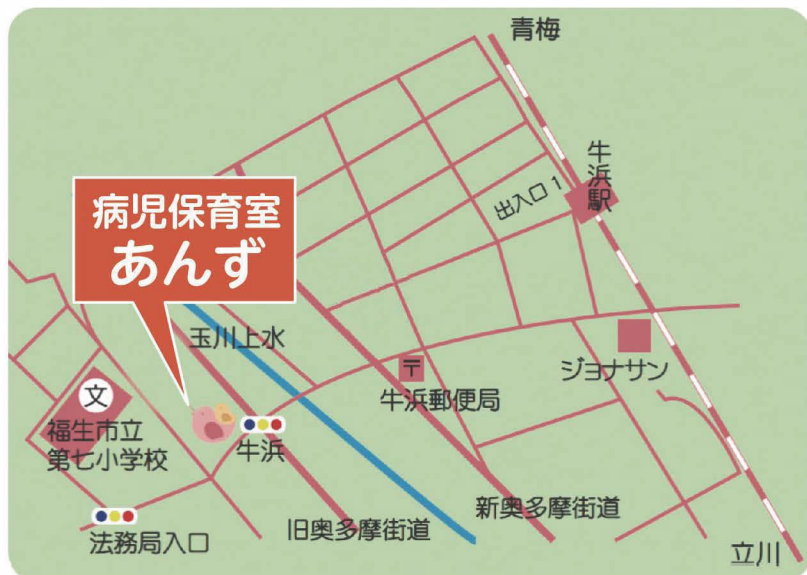 青梅
牛浜駅
出入口 1
病児保育室
あんず
玉川上水
〒
牛浜郵便局
ジョナサン
文
福生市立
第七小学校
牛浜
法務局入口
旧奥多摩街道
新奥多摩街道
立川